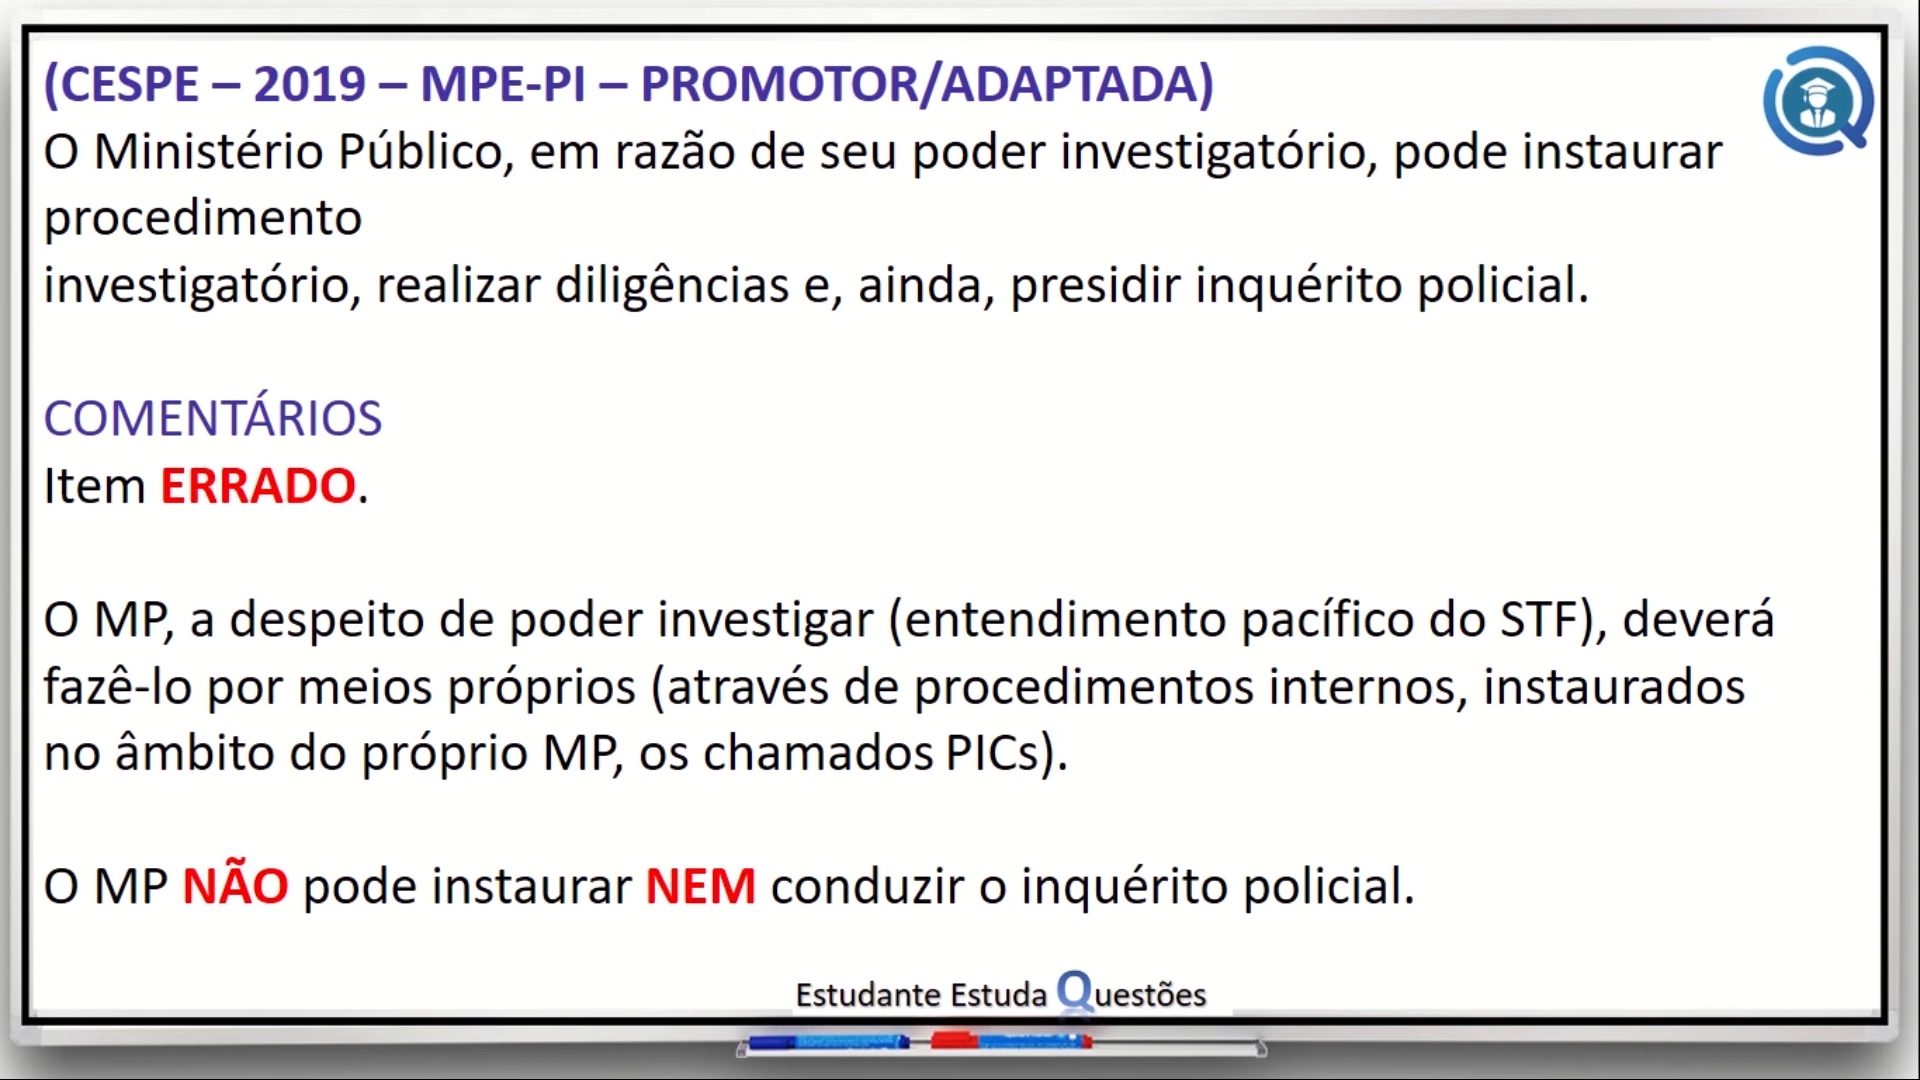 (CESPE – 2019 – MPE-PI – PROMOTOR/ADAPTADA)
O Ministério Público, em razão de seu poder investigatório, pode instaurar
procedimento
investigatório, realizar diligências e, ainda, presidir inquérito policial.
COMENTÁRIOS
Item ERRADO.
O MP, a despeito de poder investigar (entendimento pacífico do STF), deverá
fazê-lo por meios próprios (através de procedimentos internos, instaurados
no âmbito do próprio MP, os chamados PICs).
O MP NÃO pode instaurar NEM conduzir o inquérito policial.
Estudante Estuda Questões